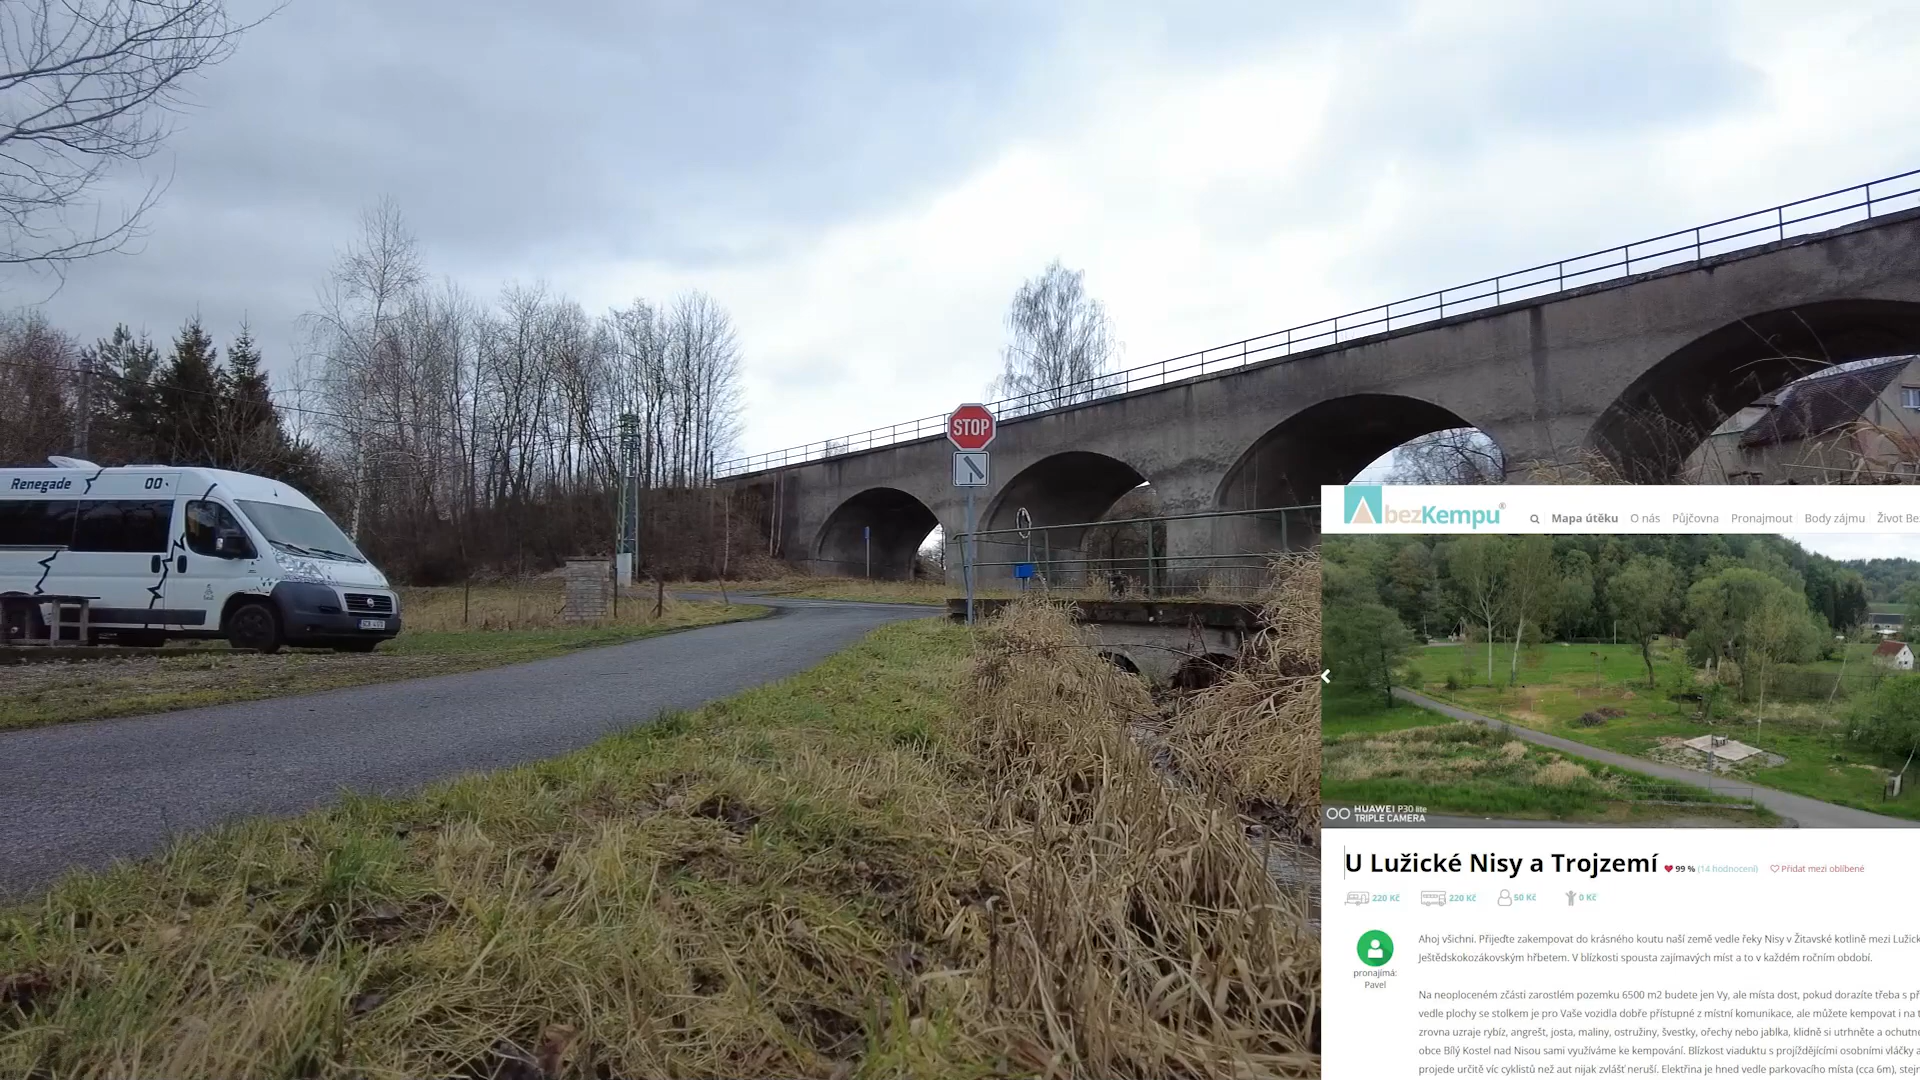 Renegade
00
STOP
bezKempu®
Mapa útěku
O nás
Půjčovna
Pronajmout
Body zájmu
Život Be
HUAWEI P30 lite
TRIPLE CAMERA
U Lužické Nisy a Trojzemí
99 % (14 hodnocení)
Přidat mezi oblíbené
220 Kč
220 Kč
50 Kč
0 Kč
pronajímá:
Pavel
Ahoj všichni. Přijeďte zakempovat do krásného koutu naší země vedle řeky Nisy v Žitavské kotlině mezi Lužick
Ještědskokozákovským hřbetem. V blízkosti spousta zajímavých míst a to v každém ročním období.
Na neoploceném zčásti zarostlém pozemku 6500 m2 budete jen Vy, ale místa dost, pokud dorazíte třeba s př
vedle plochy se stolkem je pro Vaše vozidla dobře přístupné z místní komunikace, ale můžete kempovat i na t
zrovna uzraje rybíz, angrešt, josta, maliny, ostružiny, švestky, ořechy nebo jablka, klidně si utrhněte a ochutne
obce Bílý Kostel nad Nisou sami využíváme ke kempování. Blízkost viaduktu s projíždějícími osobními vláčky a
projede určitě víc cyklistů než aut nijak zvlášť neruší. Elektřina je hned vedle parkovacího místa (cca 6m), stejn